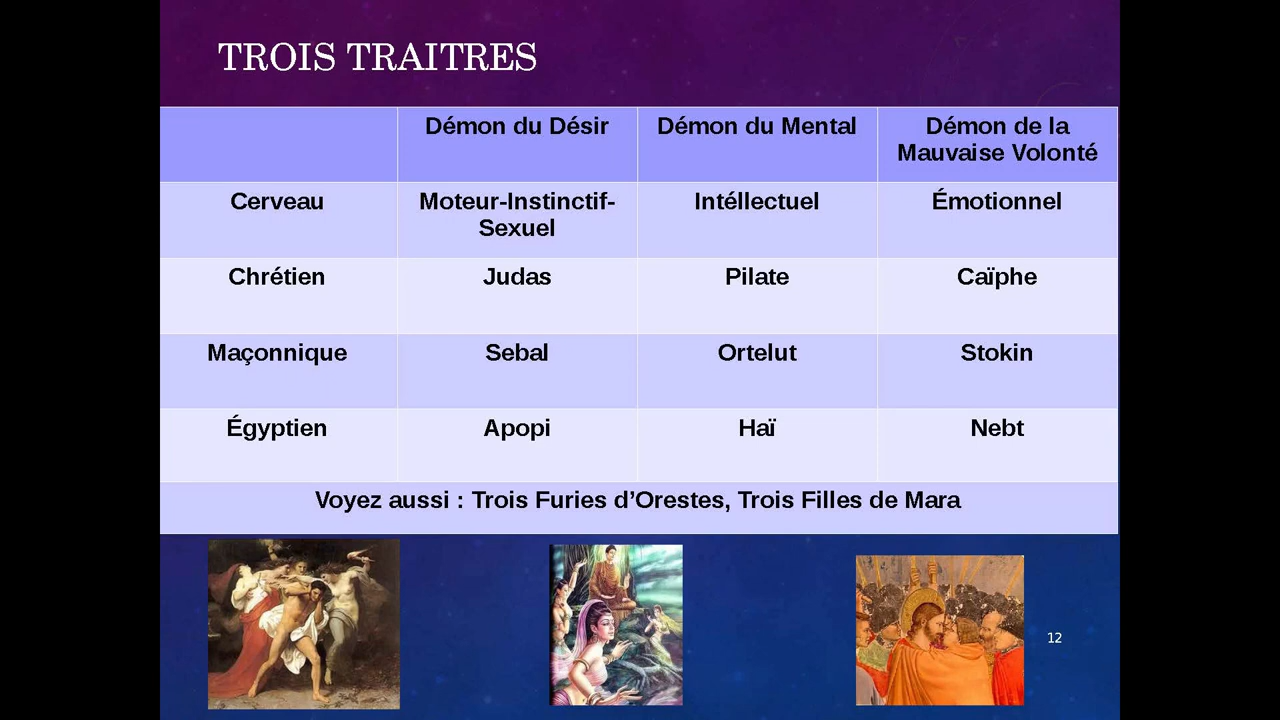 TROIS TRAITRES
Démon du Désir
Démon du Mental
Démon de la
Mauvaise Volonté
Cerveau
Moteur-Instinctif-
Sexuel
Intéllectuel
Émotionnel
Chrétien
Judas
Pilate
Caïphe
Maçonnique
Sebal
Ortelut
Stokin
Égyptien
Apopi
Haï
Nebt
Voyez aussi : Trois Furies d’Orestes, Trois Filles de Mara
12